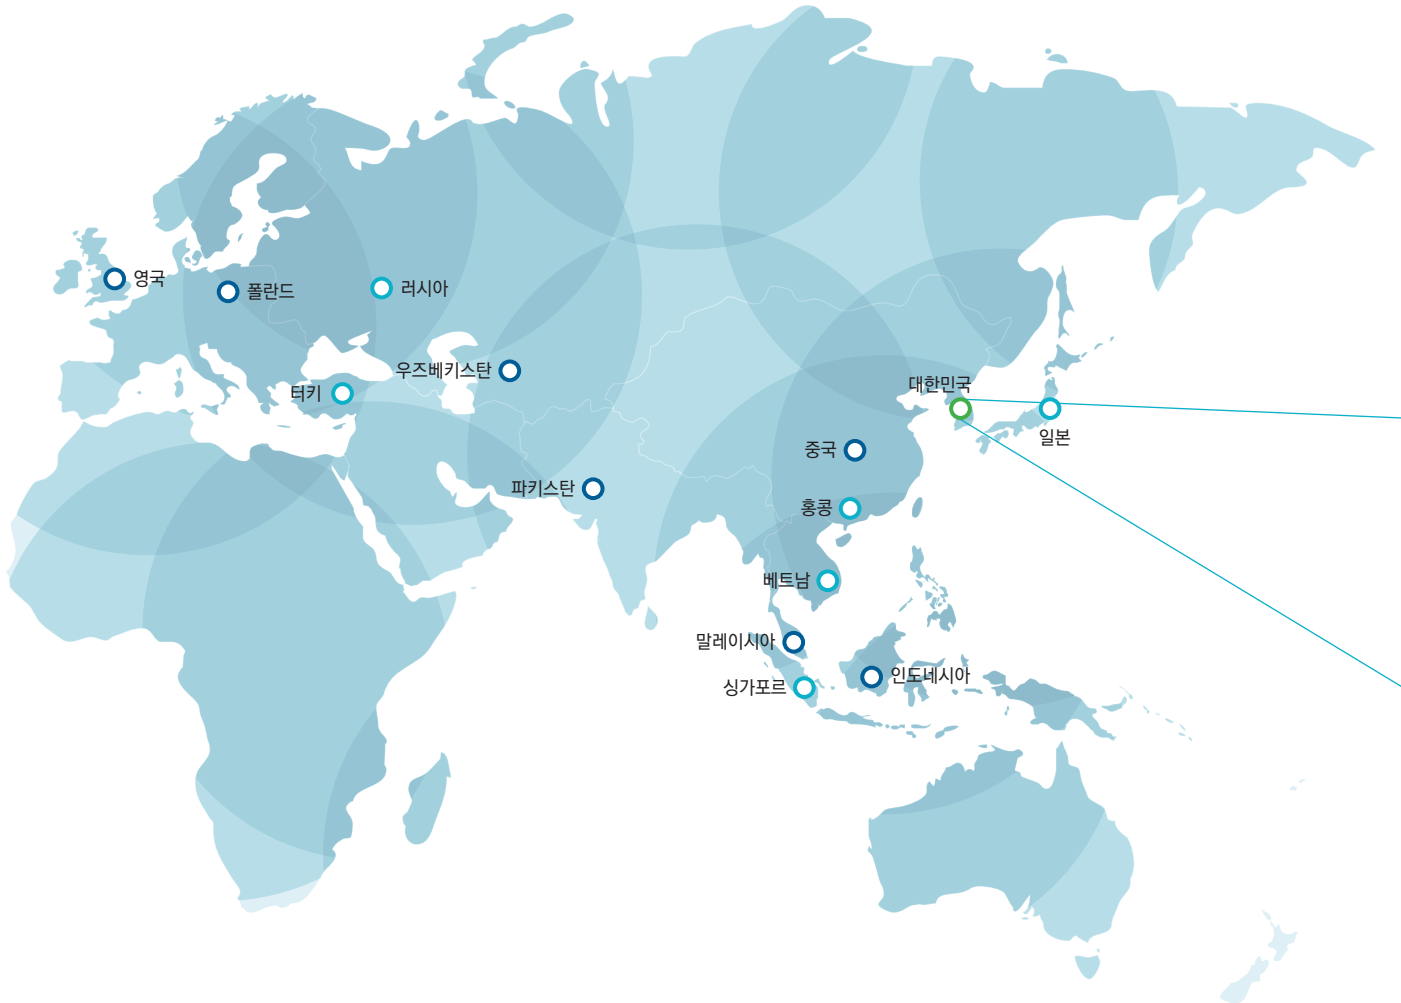 영국
폴란드
러시아
우즈베키스탄
터키
대한민국
일본
중국
파키스탄
홍콩
베트남
말레이시아
인도네시아
싱가포르